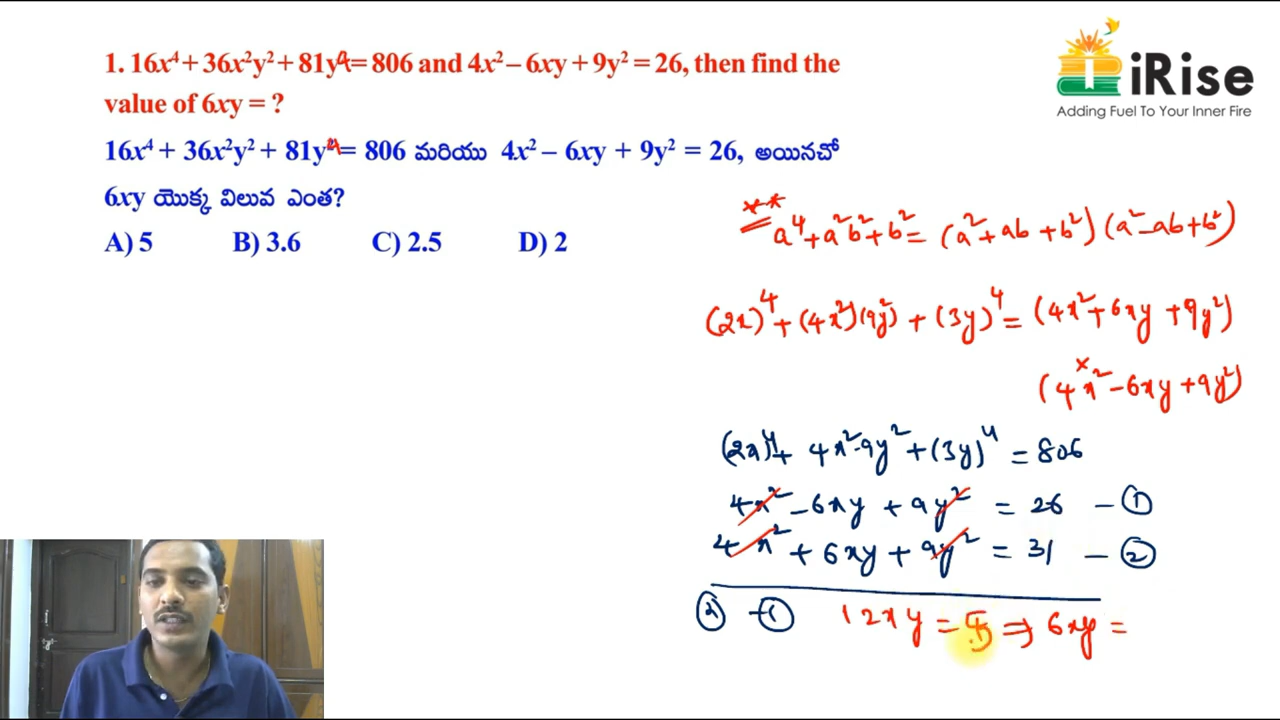 1. 16x⁴ + 36x²y² + 81y⁴ = 806 and 4x² – 6xy + 9y² = 26, then find the
value of 6xy = ?
16x⁴ + 36x²y² + 81y⁴ = 806 మరియు 4x² – 6xy + 9y² = 26, అయినచో
6xy యొక్క విలువ ఎంత?
A) 5 B) 3.6 C) 2.5 D) 2
iRise
Adding Fuel To Your Inner Fire
** a⁴ + a²b² + b² = (a² + ab + b²) (a² – ab + b²)
(2x)⁴ + (4x²)(9y²) + (3y)⁴ = (4x² + 6xy + 9y²)
×
(4x² – 6xy + 9y²)
(2x)⁴ + 4x² · 9y² + (3y)⁴ = 806
4x² – 6xy + 9y² = 26 – ①
4x² + 6xy + 9y² = 31 – ②
② – ① 12xy = 5 ⇒ 6xy =